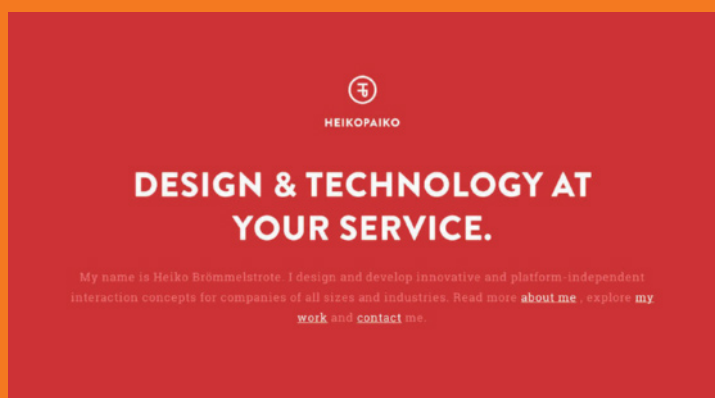 HEIKOPAIKO
DESIGN & TECHNOLOGY AT
YOUR SERVICE.
My name is Heiko Brömmelstrote. I design and develop innovative and platform-independent
interaction concepts for companies of all sizes and industries. Read more about me , explore my
work and contact me.